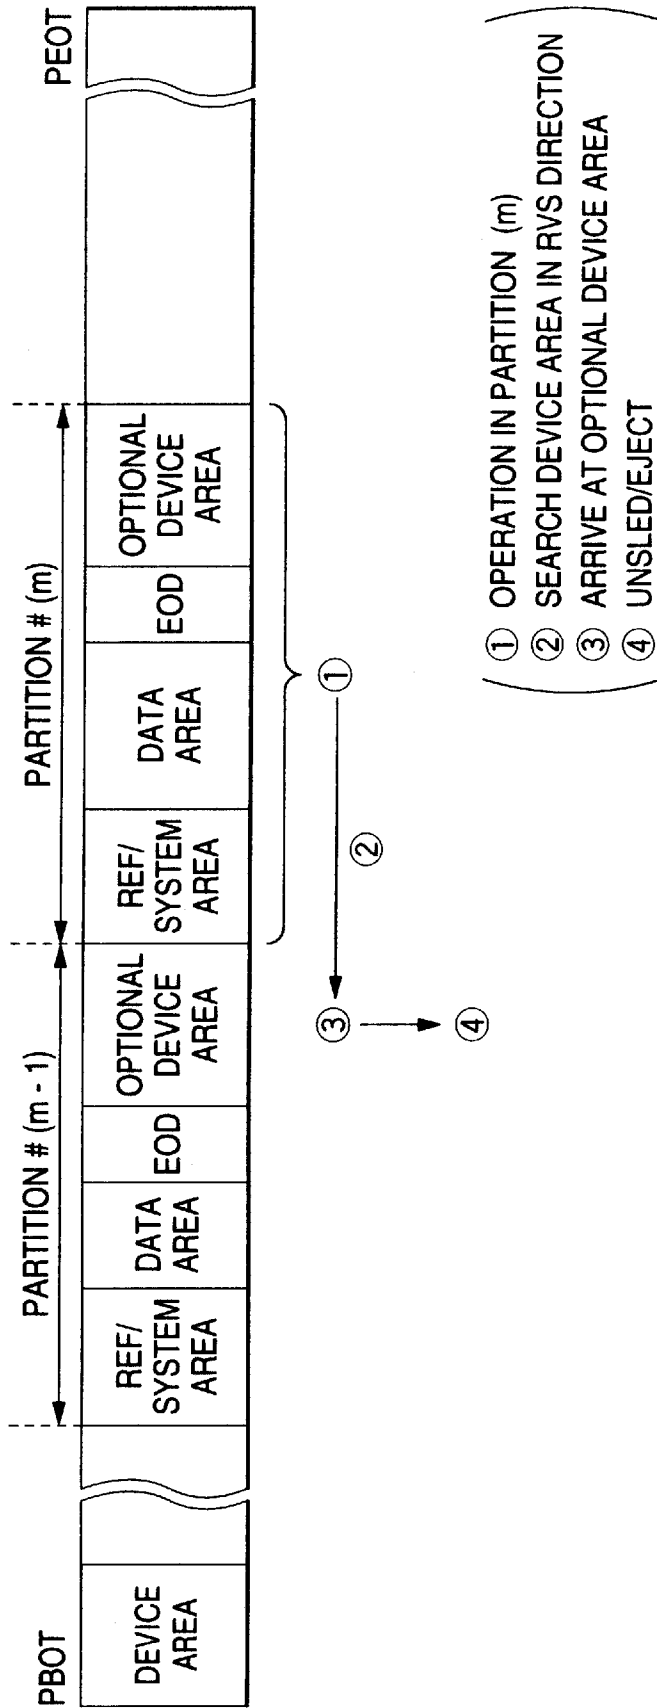 PBOT
PEOT
PARTITION # (m - 1)
PARTITION # (m)
DEVICE
AREA
REF/
SYSTEM
AREA
DATA
AREA
EOD
OPTIONAL
DEVICE
AREA
REF/
SYSTEM
AREA
DATA
AREA
EOD
OPTIONAL
DEVICE
AREA
①
②
③
④
① OPERATION IN PARTITION (m)
② SEARCH DEVICE AREA IN RVS DIRECTION
③ ARRIVE AT OPTIONAL DEVICE AREA
④ UNSLED/EJECT